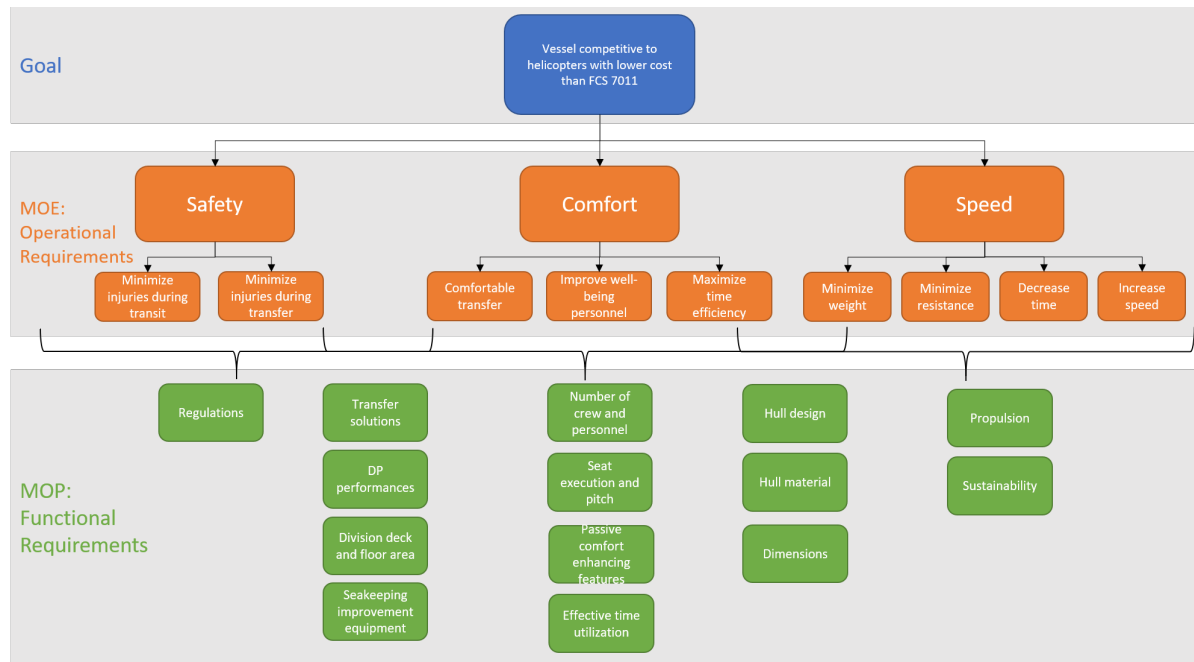 Goal
Vessel competitive to
helicopters with lower cost
than FCS 7011
MOE:
Operational
Requirements
Safety
Comfort
Speed
Minimize
injuries during
transit
Minimize
injuries during
transfer
Comfortable
transfer
Improve well-
being personnel
Maximize
time
efficiency
Minimize
weight
Minimize
resistance
Decrease
time
Increase
speed
MOP:
Functional
Requirements
Regulations
Transfer
solutions
DP
performances
Division deck
and floor area
Seakeeping
improvement
equipment
Number of
crew and
personnel
Seat
execution and
pitch
Passive
comfort
enhancing
features
Effective time
utilization
Hull design
Hull material
Dimensions
Propulsion
Sustainability